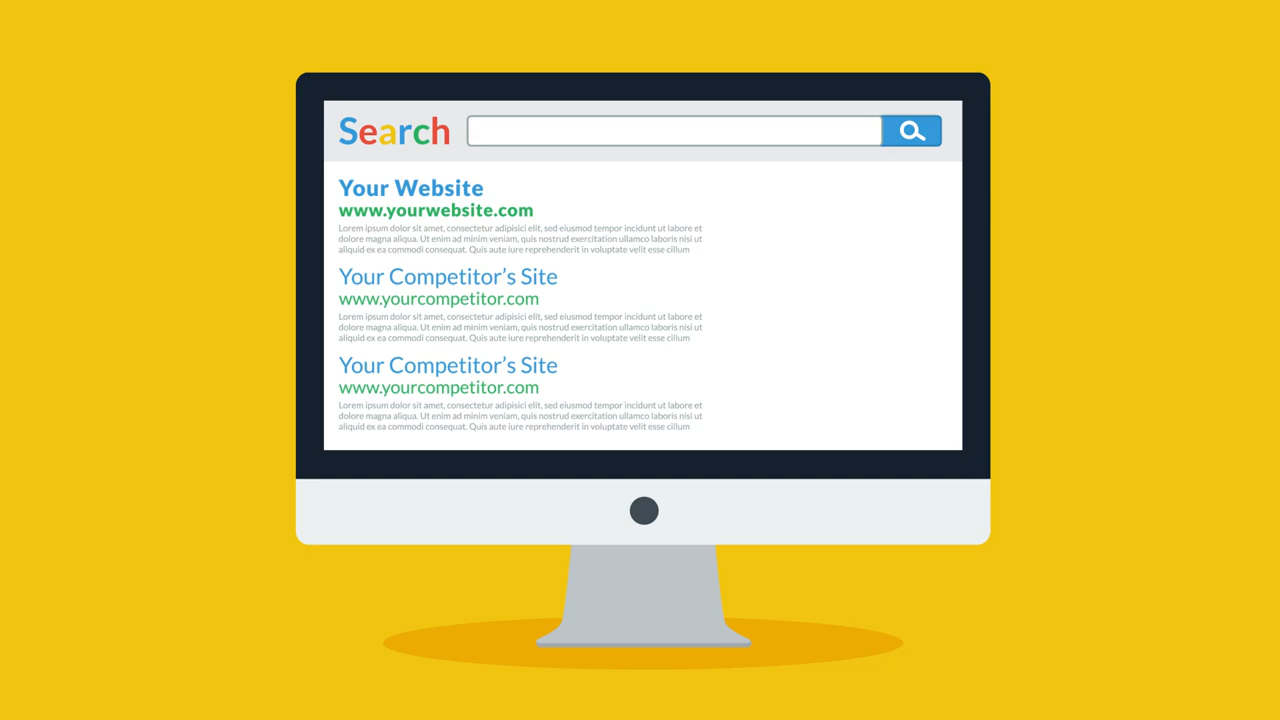 Search
Your Website
www.yourwebsite.com
Lorem ipsum dolor sit amet, consectetur adipisici elit, sed eiusmod tempor incidunt ut labore et
dolore magna aliqua. Ut enim ad minim veniam, quis nostrud exercitation ullamco laboris nisi ut
aliquid ex ea commodi consequat. Quis aute iure reprehenderit in voluptate velit esse cillum
Your Competitor’s Site
www.yourcompetitor.com
Lorem ipsum dolor sit amet, consectetur adipisici elit, sed eiusmod tempor incidunt ut labore et
dolore magna aliqua. Ut enim ad minim veniam, quis nostrud exercitation ullamco laboris nisi ut
aliquid ex ea commodi consequat. Quis aute iure reprehenderit in voluptate velit esse cillum
Your Competitor’s Site
www.yourcompetitor.com
Lorem ipsum dolor sit amet, consectetur adipisici elit, sed eiusmod tempor incidunt ut labore et
dolore magna aliqua. Ut enim ad minim veniam, quis nostrud exercitation ullamco laboris nisi ut
aliquid ex ea commodi consequat. Quis aute iure reprehenderit in voluptate velit esse cillum